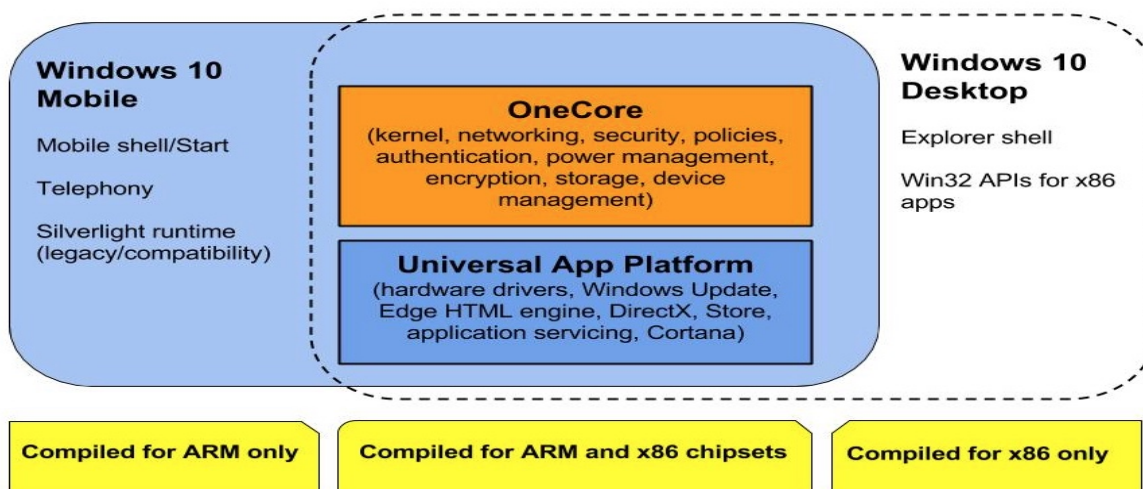 Windows 10
Mobile
Mobile shell/Start
Telephony
Silverlight runtime
(legacy/compatibility)
OneCore
(kernel, networking, security, policies,
authentication, power management,
encryption, storage, device
management)
Universal App Platform
(hardware drivers, Windows Update,
Edge HTML engine, DirectX, Store,
application servicing, Cortana)
Windows 10
Desktop
Explorer shell
Win32 APIs for x86
apps
Compiled for ARM only
Compiled for ARM and x86 chipsets
Compiled for x86 only